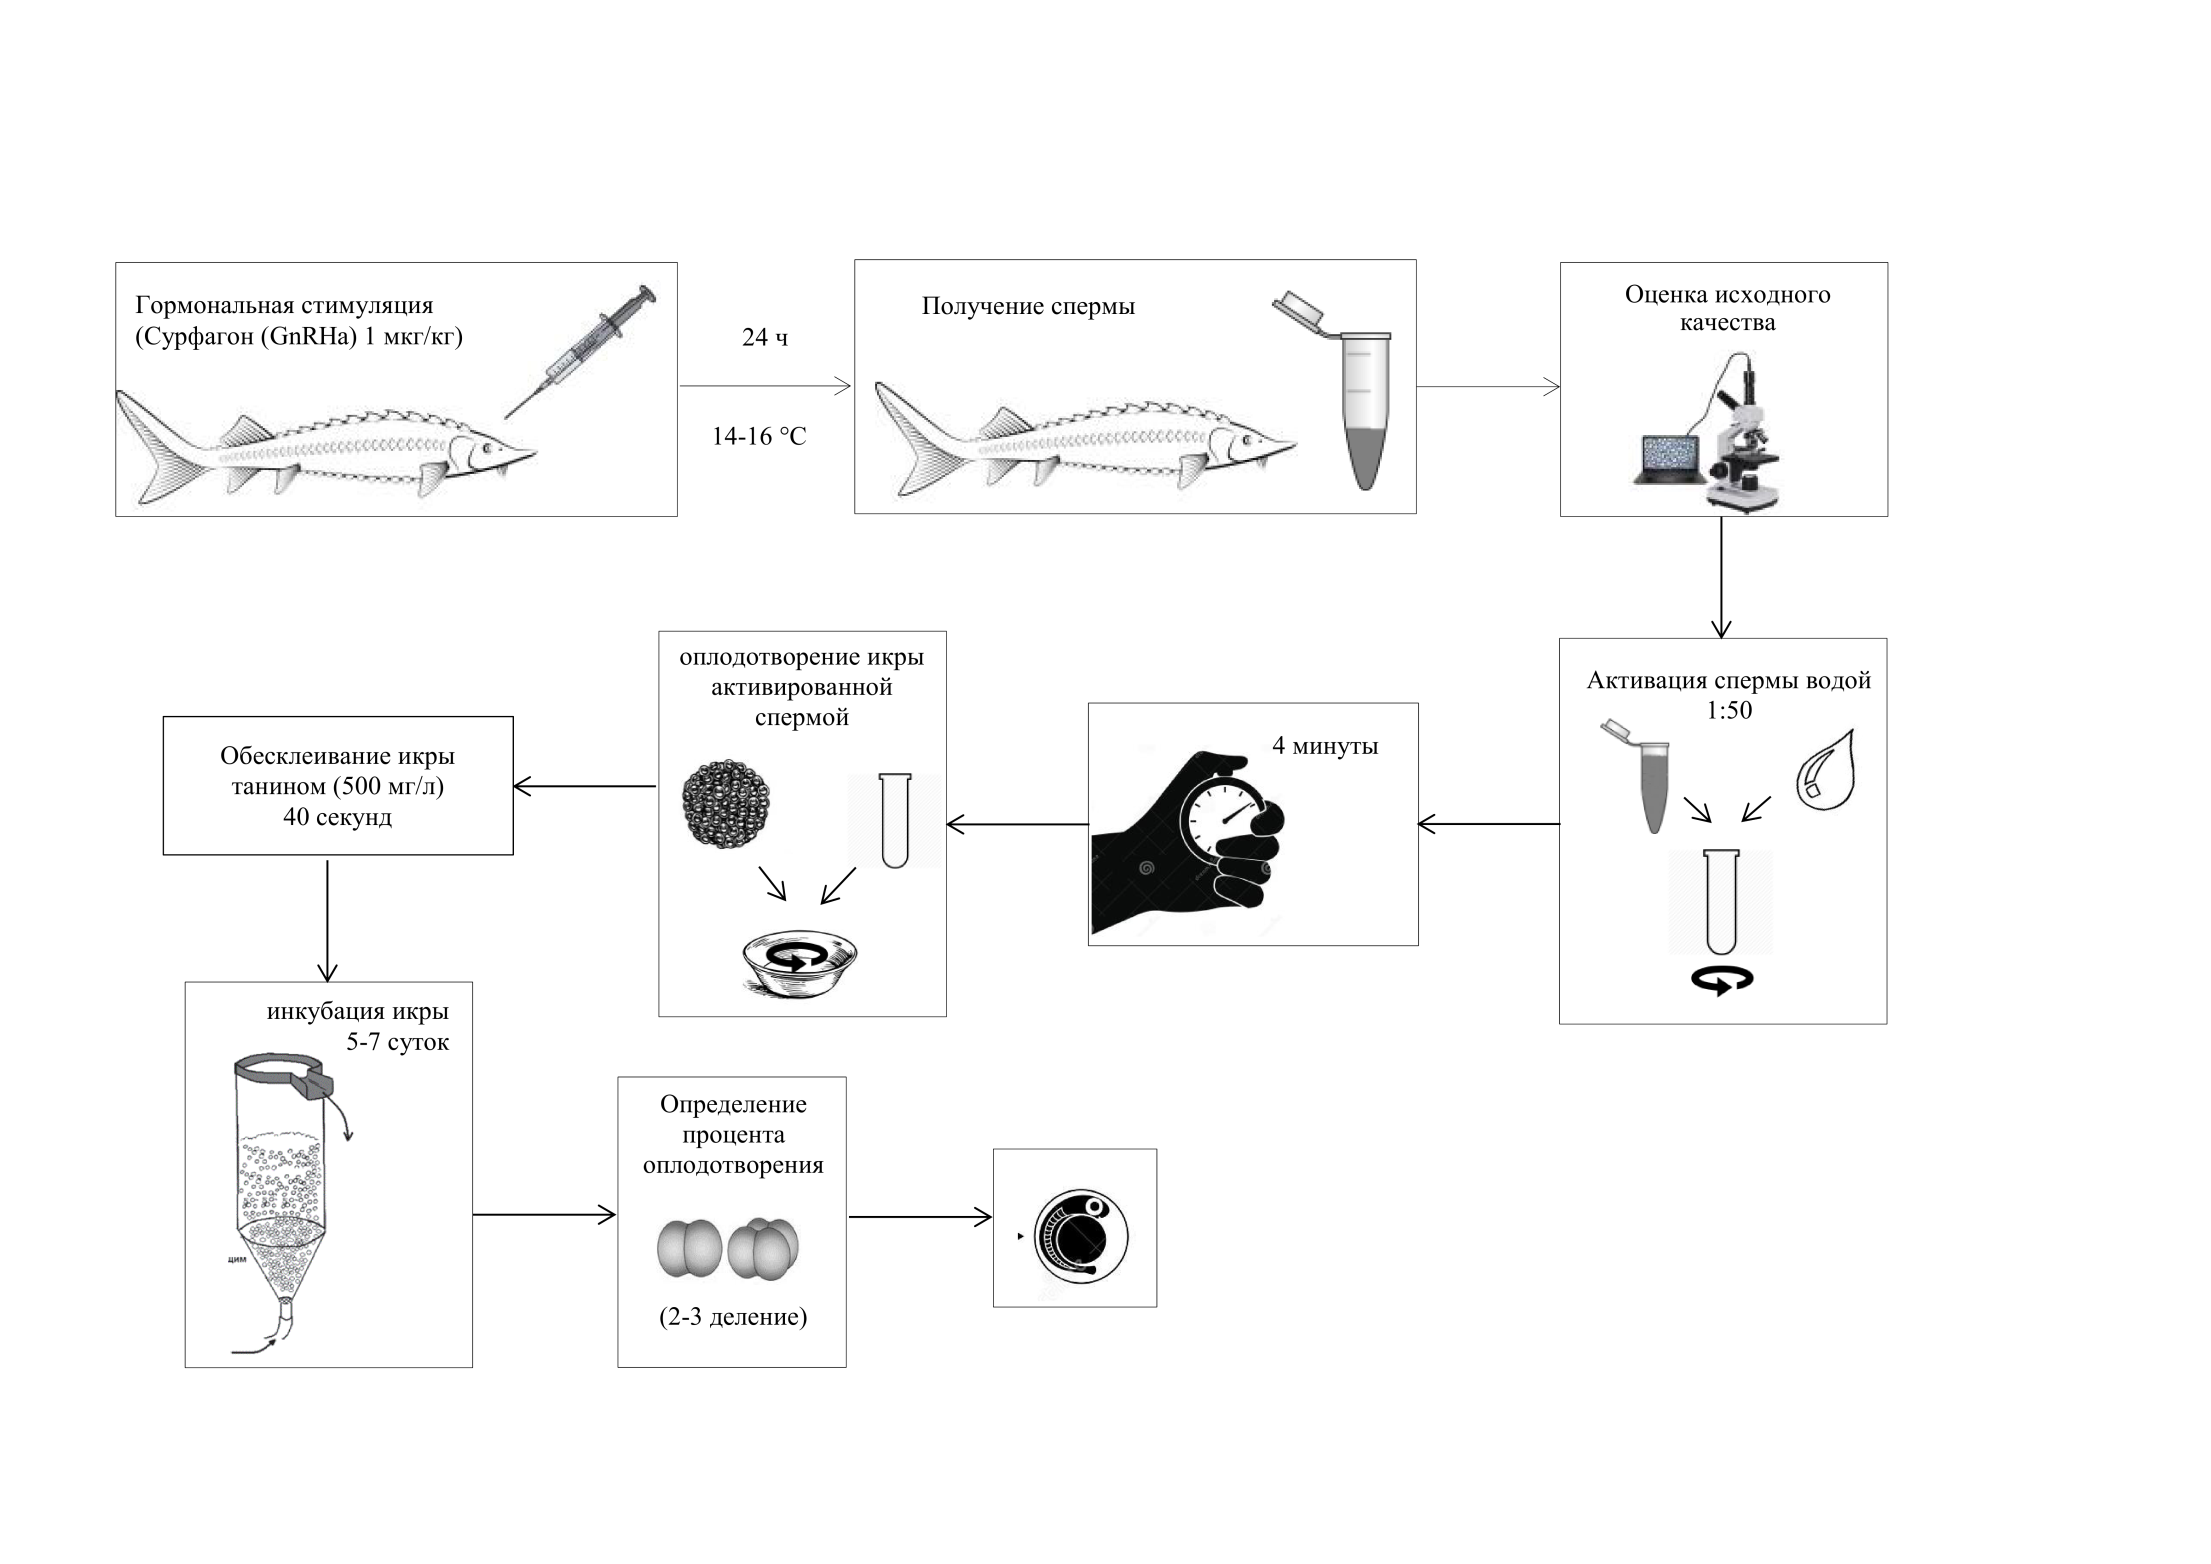 Гормональная стимуляция
(Сурфагон (GnRHa) 1 мкг/кг)
24 ч
14-16 °C
Получение спермы
Оценка исходного
качества
Активация спермы водой
1:50
4 минуты
оплодотворение икры
активированной
спермой
Обесклеивание икры
танином (500 мг/л)
40 секунд
инкубация икры
5-7 суток
дим
Определение
процента
оплодотворения
(2-3 деление)